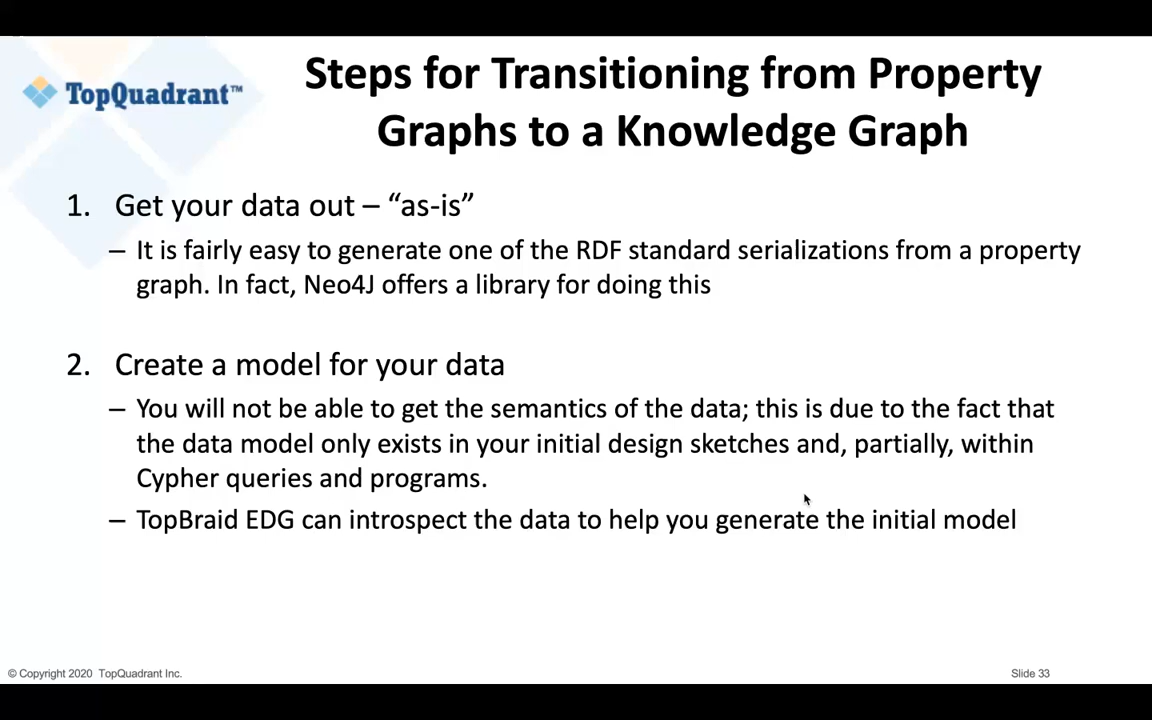 TopQuadrant™
Steps for Transitioning from Property
Graphs to a Knowledge Graph
1. Get your data out – “as-is”
– It is fairly easy to generate one of the RDF standard serializations from a property
graph. In fact, Neo4J offers a library for doing this
2. Create a model for your data
– You will not be able to get the semantics of the data; this is due to the fact that
the data model only exists in your initial design sketches and, partially, within
Cypher queries and programs.
– TopBraid EDG can introspect the data to help you generate the initial model
© Copyright 2020 TopQuadrant Inc.
Slide 33